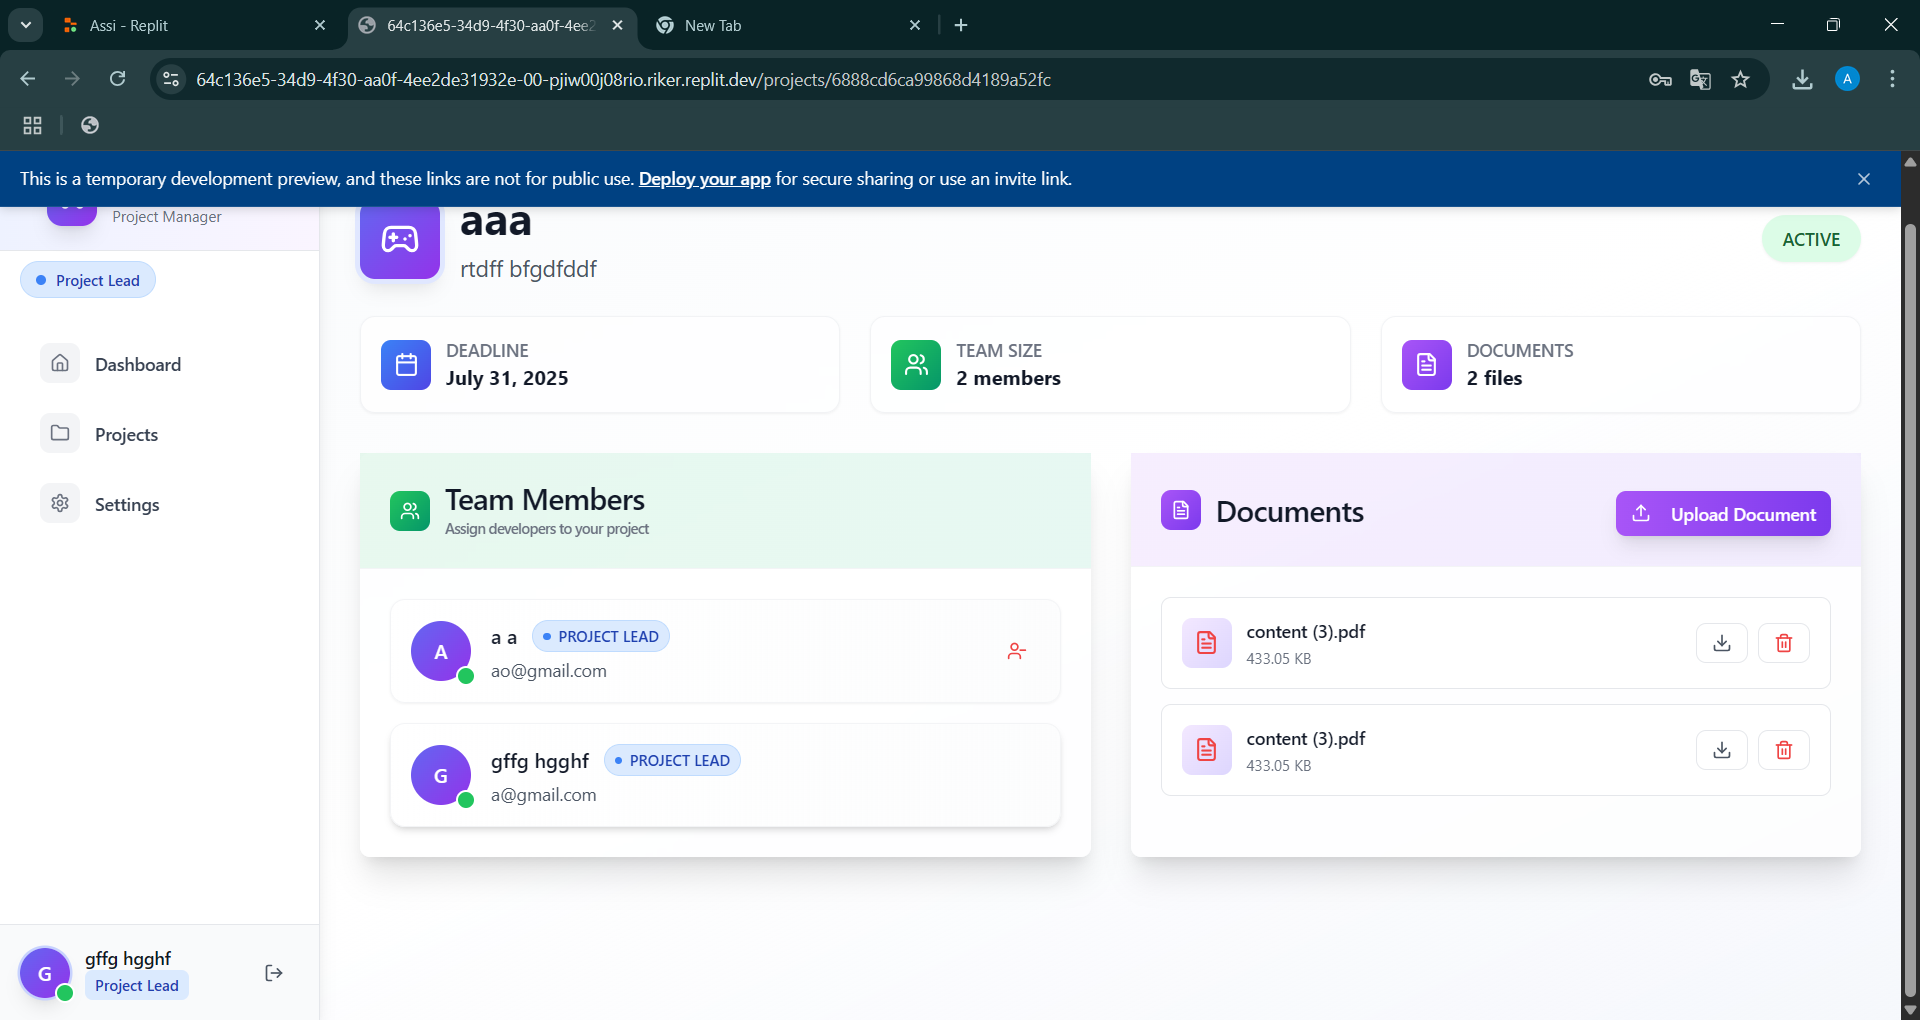 Assi - Replit
64c136e5-34d9-4f30-aa0f-4ee2
New Tab
64c136e5-34d9-4f30-aa0f-4ee2de31932e-00-pjiw00j08rio.riker.replit.dev/projects/6888cd6ca99868d4189a52fc
A
This is a temporary development preview, and these links are not for public use. Deploy your app for secure sharing or use an invite link.
Project Manager
Project Lead
Dashboard
Projects
Settings
aaa
rtdff bfgdfddf
ACTIVE
DEADLINE
July 31, 2025
TEAM SIZE
2 members
DOCUMENTS
2 files
Team Members
Assign developers to your project
A
a a
PROJECT LEAD
ao@gmail.com
G
gffg hgghf
PROJECT LEAD
a@gmail.com
Documents
Upload Document
content (3).pdf
433.05 KB
content (3).pdf
433.05 KB
G
gffg hgghf
Project Lead